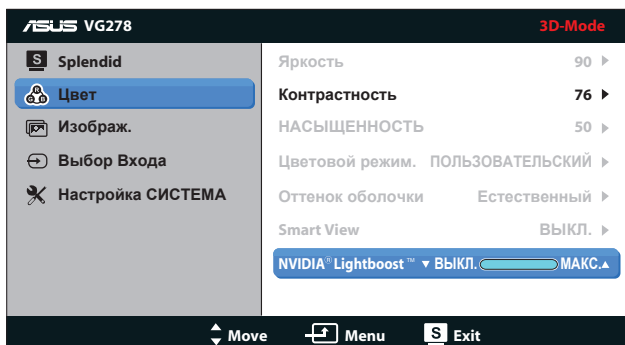 ASUS VG278 3D-Mode
S Splendid
Цвет
Изображ.
Выбор Входа
Настройка СИСТЕМА
Яркость 90
Контрастность 76
НАСЫЩЕННОСТЬ 50
Цветовой режим. ПОЛЬЗОВАТЕЛЬСКИЙ
Оттенок оболочки Естественный
Smart View ВЫКЛ.
NVIDIA® Lightboost™ ▼ ВЫКЛ. МАКС.▲
Move Menu S Exit